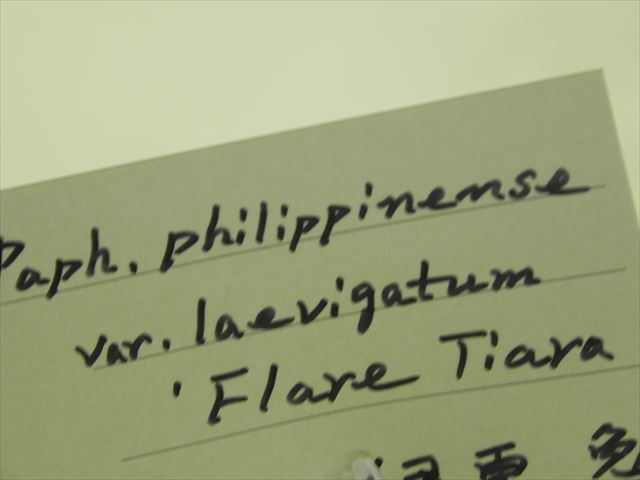 Paph. philippinense
var. laevigatum
'Flare Tiara